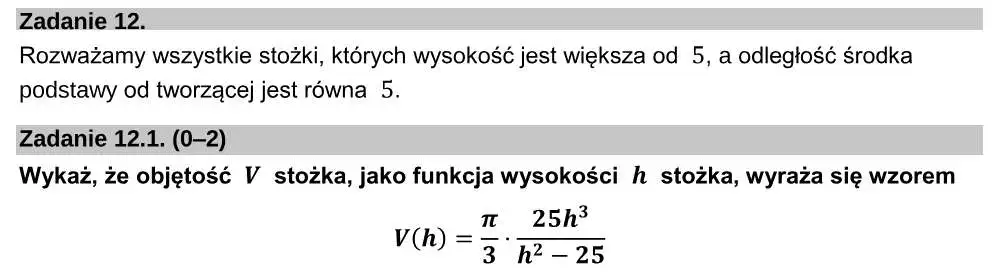 Zadanie 12.
Rozważamy wszystkie stożki, których wysokość jest większa od 5, a odległość środka
podstawy od tworzącej jest równa 5.
Zadanie 12.1. (0–2)
Wykaż, że objętość V stożka, jako funkcja wysokości h stożka, wyraża się wzorem
V(h) = π/3 · 25h³/(h² − 25)